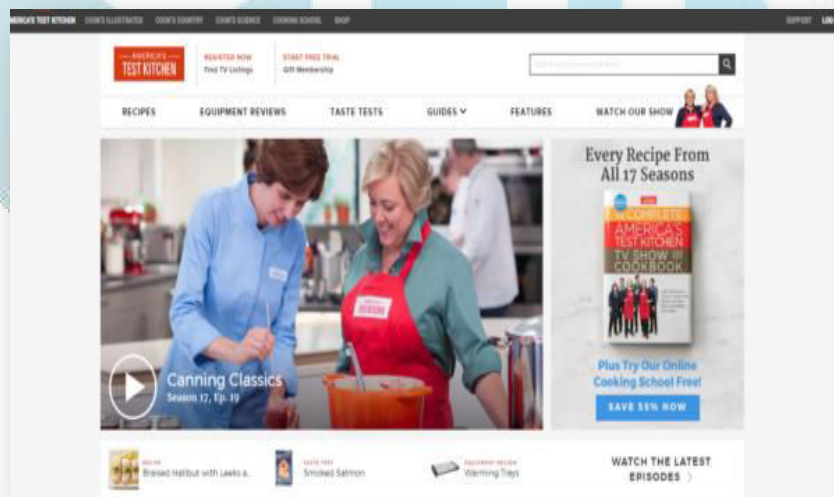 AMERICA'S TEST KITCHEN COOK'S ILLUSTRATED COOK'S COUNTRY COOK'S SCIENCE COOKING SCHOOL SHOP SUPPORT LOG
AMERICA'S
TEST KITCHEN
REGISTER NOW
Find TV Listings
START FREE TRIAL
Gift Membership
RECIPES EQUIPMENT REVIEWS TASTE TESTS GUIDES FEATURES WATCH OUR SHOW
Canning Classics
Season 17, Ep. 19
Every Recipe From
All 17 Seasons
COMPLETE
AMERICA'S
TEST KITCHEN
TV SHOW
COOKBOOK
Plus Try Our Online
Cooking School Free!
SAVE 55% NOW
RECIPE
Braised Halibut with Leeks a...
TASTE TEST
Smoked Salmon
EQUIPMENT REVIEW
Warming Trays
WATCH THE LATEST
EPISODES